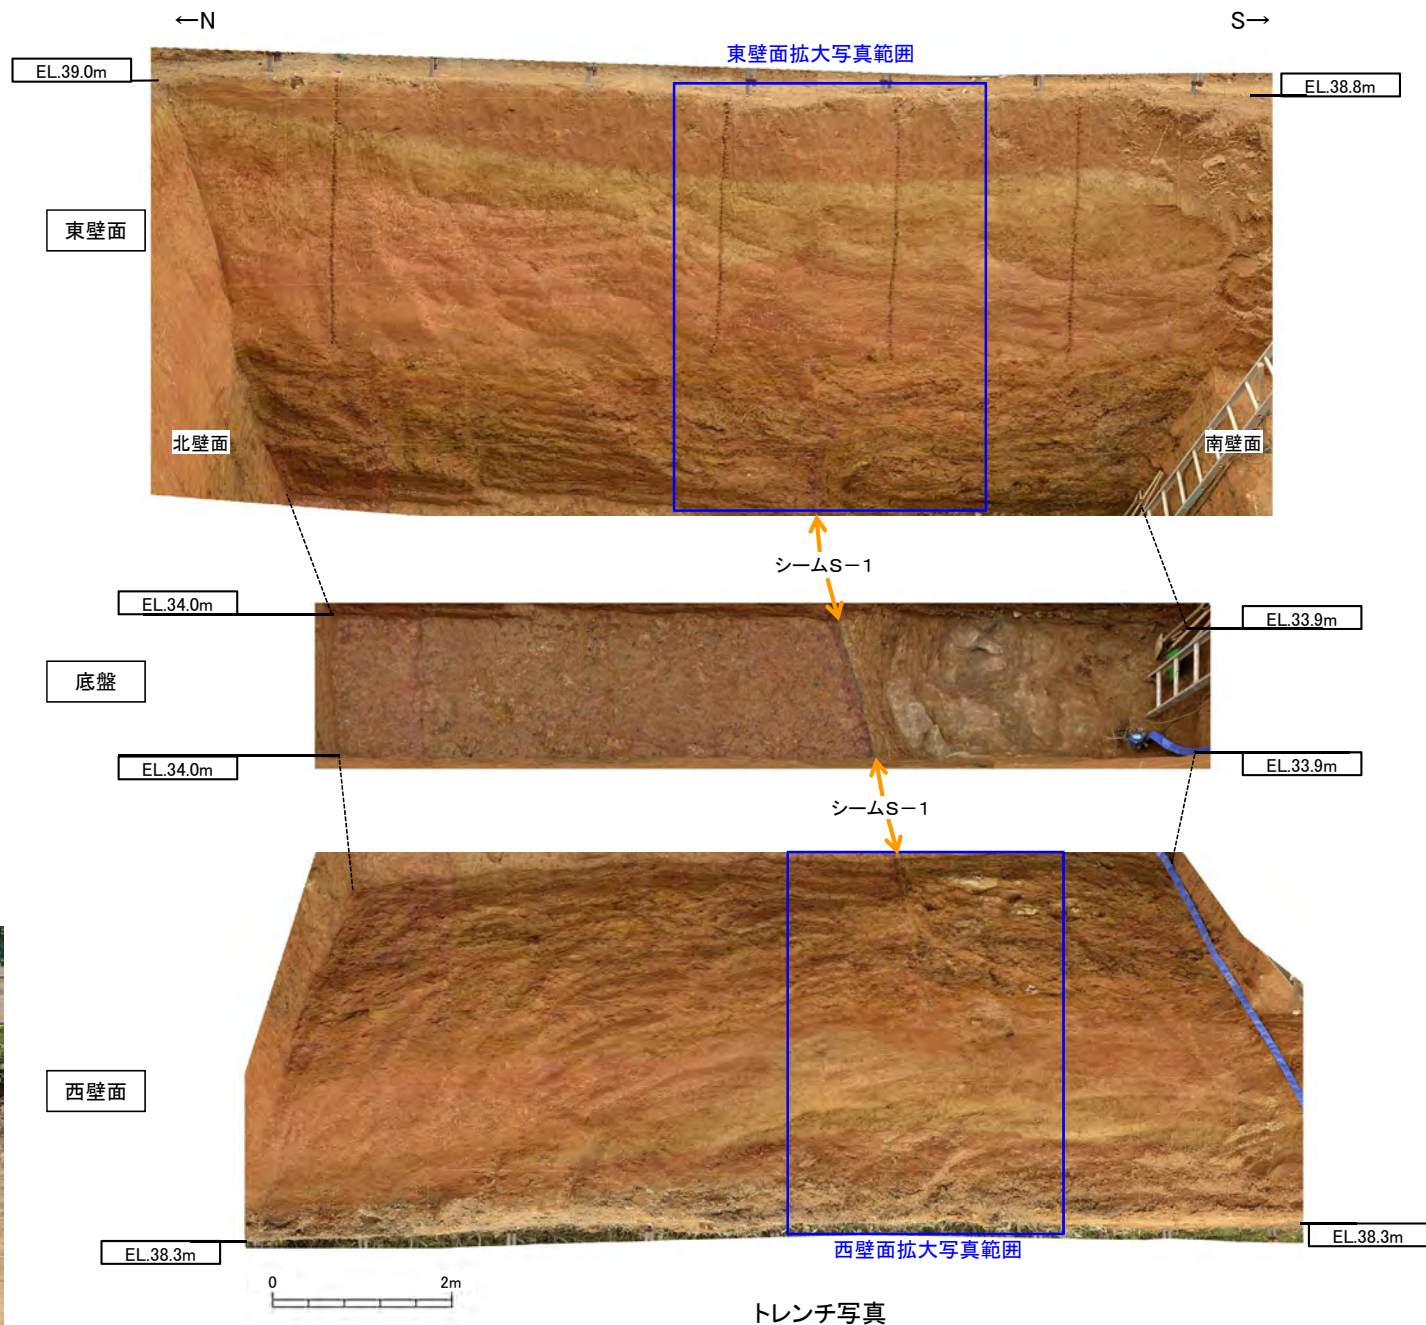 ←N
S→
東壁面拡大写真範囲
EL.39.0m
EL.38.8m
東壁面
北壁面
南壁面
シームS-1
EL.34.0m
EL.33.9m
底盤
EL.34.0m
EL.33.9m
シームS-1
西壁面
EL.38.3m
EL.38.3m
西壁面拡大写真範囲
0 2m
トレンチ写真